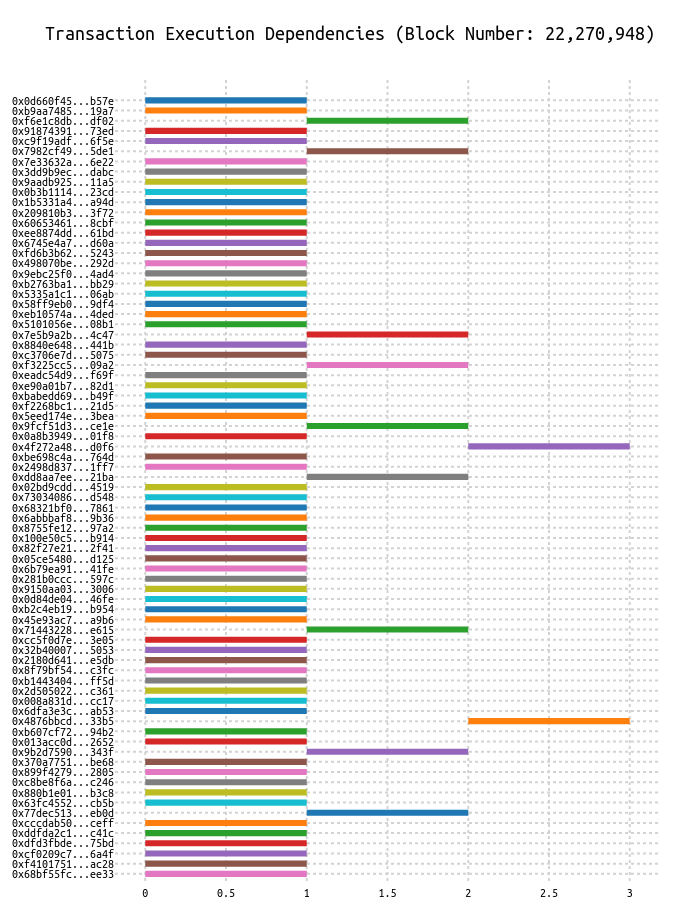 Transaction Execution Dependencies (Block Number: 22,270,948)
0x0d660f45...b57e
0xb9aa7485...19a7
0xf6e1c8db...df02
0x91874391...73ed
0xc9f19adf...6f5e
0x7982cf49...5de1
0x7e33632a...6e22
0x3dd9b9ec...dabc
0x9aadb925...11a5
0x0b3b1114...23cd
0x1b5331a4...a94d
0x209810b3...3f72
0x60653461...8cbf
0xee8874dd...61bd
0x6745e4a7...d60a
0xfd6b3b62...5243
0x498070be...292d
0x9ebc25f0...4ad4
0xb2763ba1...bb29
0x5335a1c1...06ab
0x58ff9eb0...9df4
0xeb10574a...4ded
0x5101056e...08b1
0x7e5b9a2b...4c47
0x8840e648...441b
0xc3706e7d...5075
0xf3225cc5...09a2
0xeadc54d9...f69f
0xe90a01b7...82d1
0xbabedd69...b49f
0xf2268bc1...21d5
0x5eed174e...3bea
0x9fcf51d3...ce1e
0x0a8b3949...01f8
0x4f272a48...d0f6
0xbe698c4a...764d
0x2498d837...1ff7
0xdd8aa7ee...21ba
0x02bd9cdd...4519
0x73034086...d548
0x68321bf0...7861
0x6abbbaf8...9b36
0x8755fe12...97a2
0x100e50c5...b914
0x82f27e21...2f41
0x05ce5480...d125
0x6b79ea91...41fe
0x281b0ccc...597c
0x9150aa03...3006
0x0d84de04...46fe
0xb2c4eb19...b954
0x45e93ac7...a9b6
0x71443228...e615
0xcc5f0d7e...3e05
0x32b40007...5053
0x2180d641...e5db
0x8f79bf54...c3fc
0xb1443404...ff5d
0x2d505022...c361
0x008a831d...cc17
0x6dfa3e3c...ab53
0x4876bbcd...33b5
0xb607cf72...94b2
0x013acc0d...2652
0x9b2d7590...343f
0x370a7751...be68
0x899f4279...2805
0xc8be8f6a...c246
0x880b1e01...b3c8
0x63fc4552...cb5b
0x77dec513...eb0d
0xcccdab50...ceff
0xddfda2c1...c41c
0xdfd3fbde...75bd
0xcf0209c7...6a4f
0xf4101751...ac28
0x68bf55fc...ee33
0 0.5 1 1.5 2 2.5 3